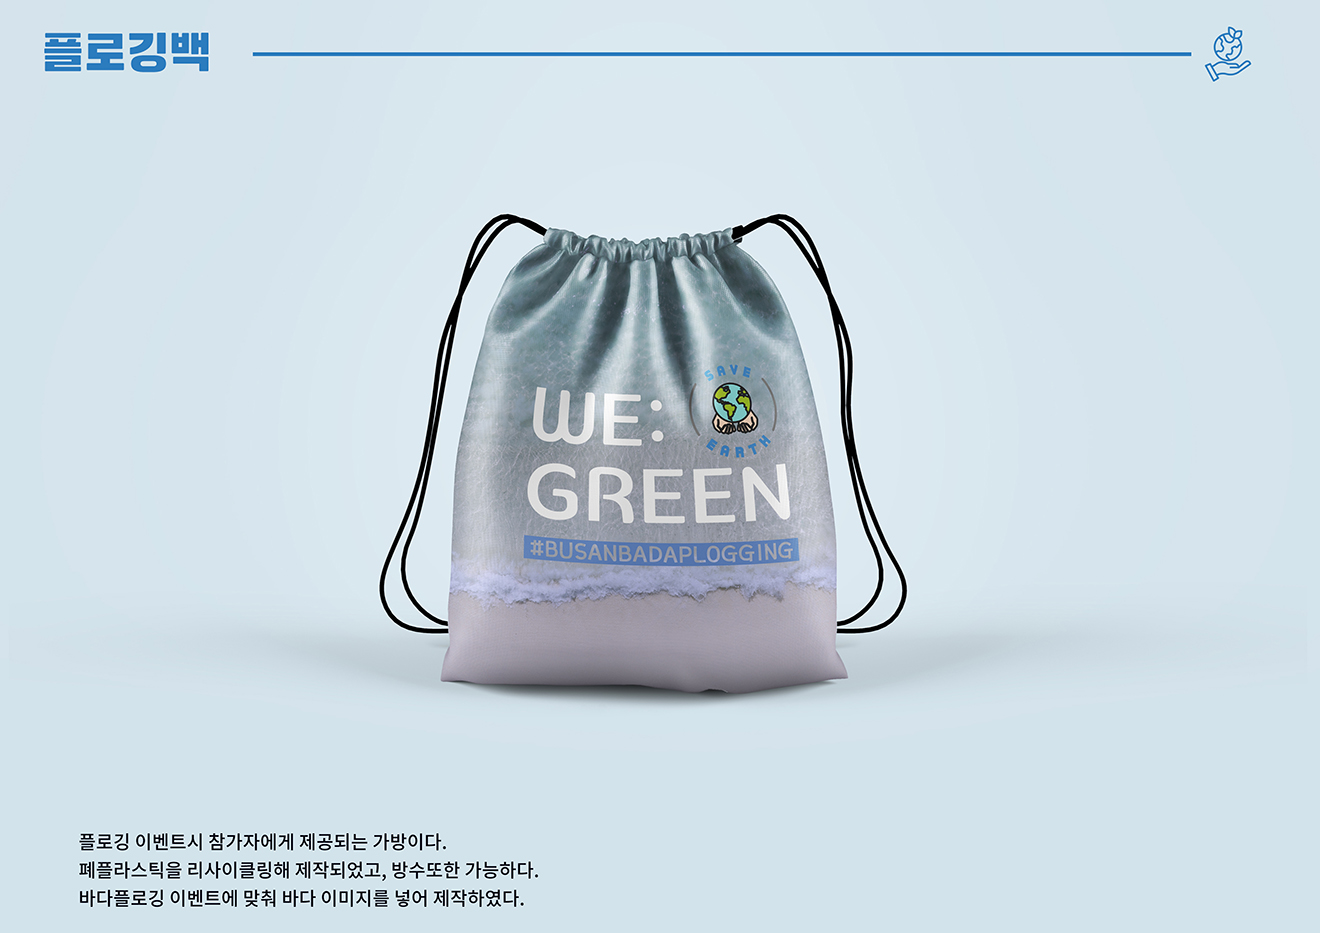 플로깅백
SAVE
EARTH
WE:
GREEN
#BUSANBADAPLOGGING
플로깅 이벤트시 참가자에게 제공되는 가방이다.
폐플라스틱을 리사이클링해 제작되었고, 방수또한 가능하다.
바다플로깅 이벤트에 맞춰 바다 이미지를 넣어 제작하였다.